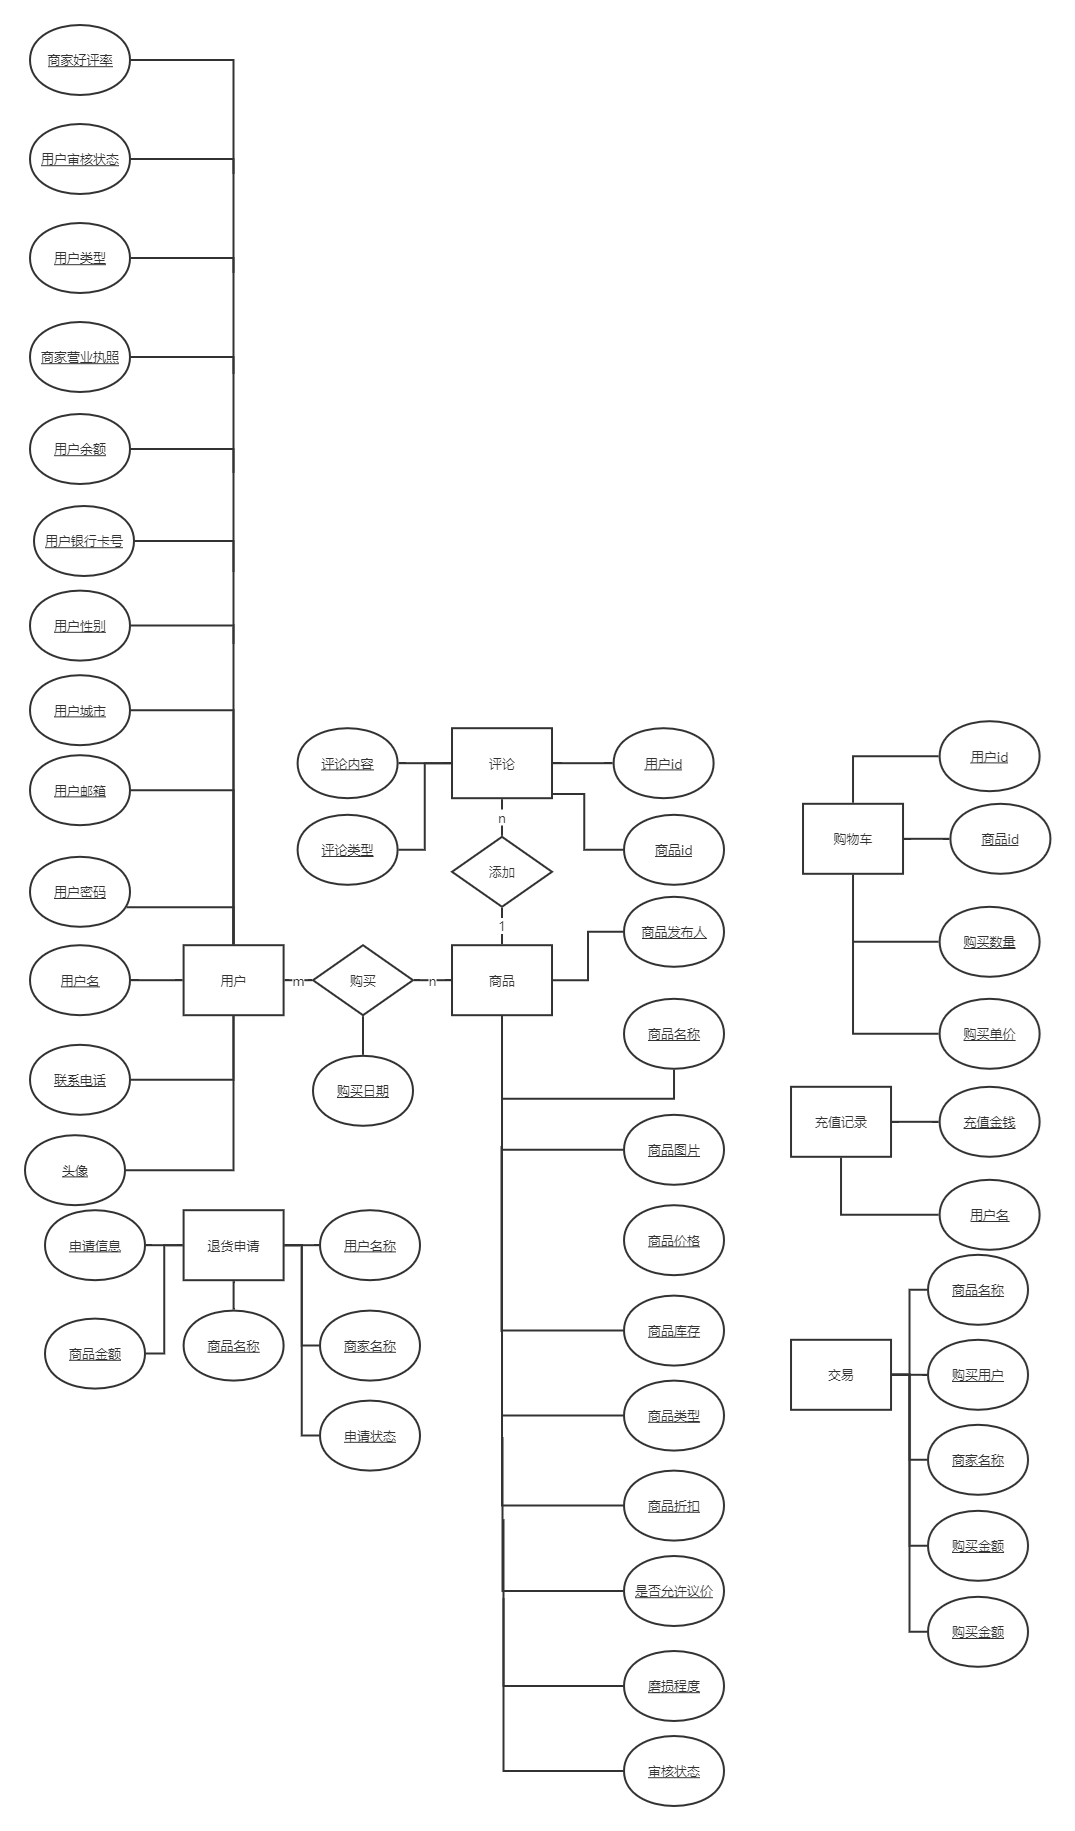 商家好评率
用户审核状态
用户类型
商家营业执照
用户余额
用户银行卡号
用户性别
用户城市
用户邮箱
用户密码
用户名
联系电话
头像
用户
m
购买
n
购买日期
评论内容
评论类型
评论
用户id
商品id
n
添加
1
商品
商品发布人
商品名称
商品图片
商品价格
商品库存
商品类型
商品折扣
是否允许议价
磨损程度
审核状态
申请信息
商品金额
退货申请
商品名称
用户名称
商家名称
申请状态
购物车
用户id
商品id
购买数量
购买单价
充值记录
充值金钱
用户名
交易
商品名称
购买用户
商家名称
购买金额
购买金额